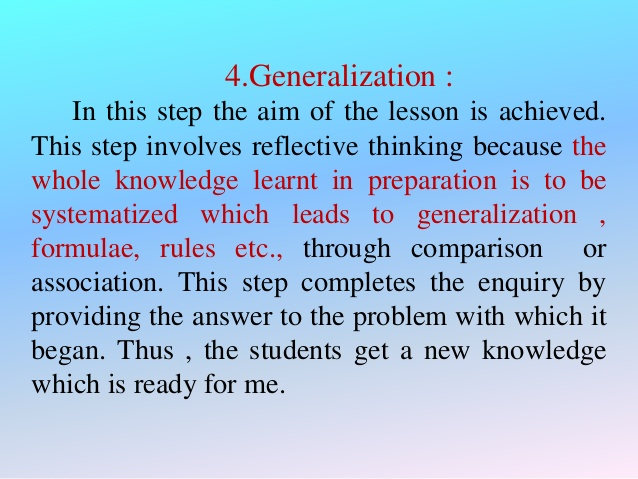 4.Generalization :
In this step the aim of the lesson is achieved.
This step involves reflective thinking because the
whole knowledge learnt in preparation is to be
systematized which leads to generalization ,
formulae, rules etc., through comparison or
association. This step completes the enquiry by
providing the answer to the problem with which it
began. Thus , the students get a new knowledge
which is ready for me.